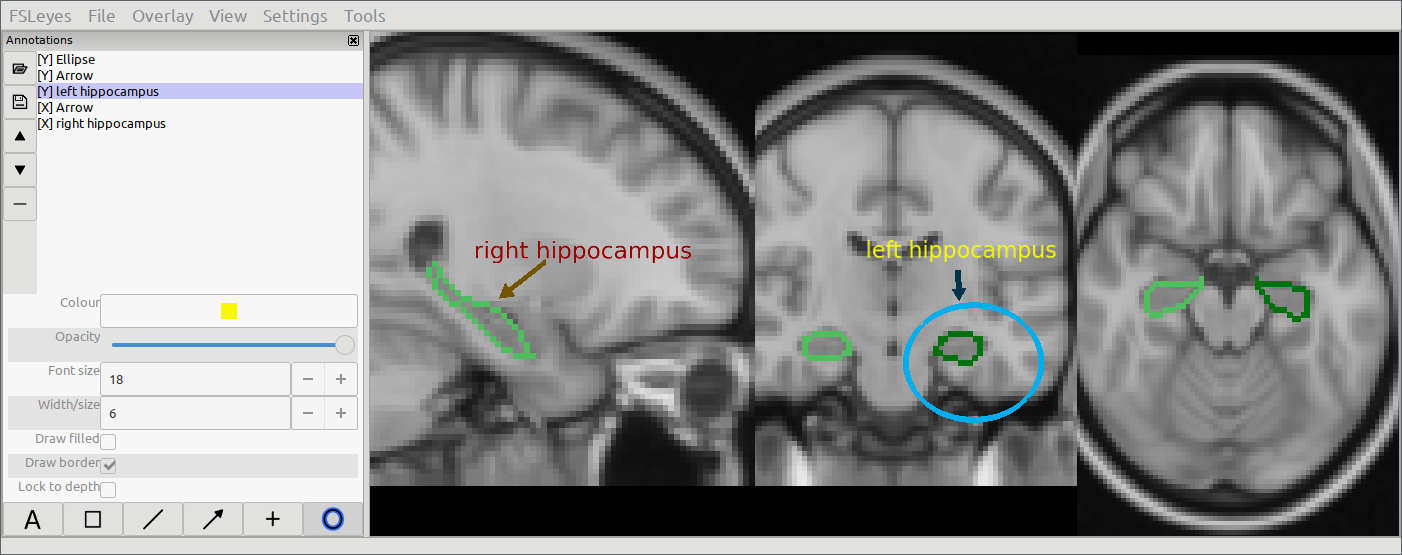 FSLeyes File Overlay View Settings Tools
Annotations
[Y] Ellipse
[Y] Arrow
[Y] left hippocampus
[X] Arrow
[X] right hippocampus
Colour
Opacity
Font size 18
Width/size 6
Draw filled
Draw border
Lock to depth
A
right hippocampus
left hippocampus